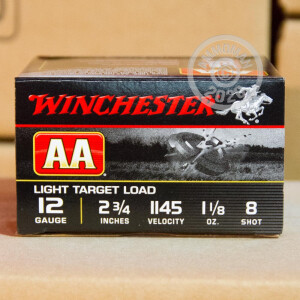 WINCHESTER
AA
LIGHT TARGET LOAD
12 2 3/4 1145 1 1/8 8
GAUGE INCHES VELOCITY OZ. SHOT